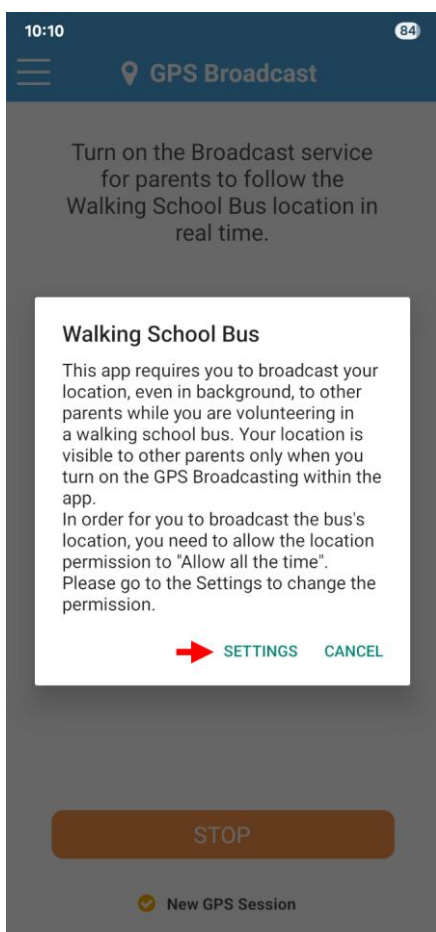 10:10
84
GPS Broadcast
Turn on the Broadcast service
for parents to follow the
Walking School Bus location in
real time.
Walking School Bus
This app requires you to broadcast your
location, even in background, to other
parents while you are volunteering in
a walking school bus. Your location is
visible to other parents only when you
turn on the GPS Broadcasting within the
app.
In order for you to broadcast the bus's
location, you need to allow the location
permission to "Allow all the time".
Please go to the Settings to change the
permission.
SETTINGS CANCEL
STOP
New GPS Session